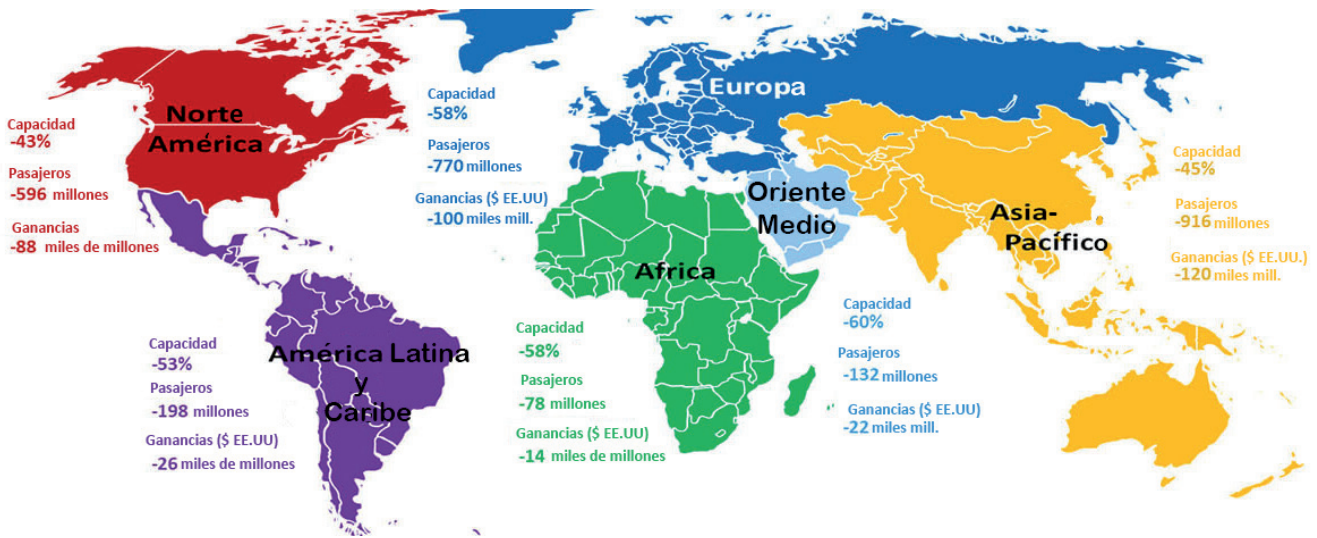 Norte
América
Capacidad
-43%
Pasajeros
-596 millones
Ganancias
-88 miles de millones
Capacidad
-58%
Pasajeros
-770 millones
Ganancias ($ EE.UU)
-100 miles mill.
Europa
Oriente
Medio
Asia-
Pacífico
Capacidad
-45%
Pasajeros
-916 millones
Ganancias ($ EE.UU.)
-120 miles mill.
Africa
América Latina
y
Caribe
Capacidad
-53%
Pasajeros
-198 millones
Ganancias ($ EE.UU)
-26 miles de millones
Capacidad
-58%
Pasajeros
-78 millones
Ganancias ($ EE.UU)
-14 miles de millones
Capacidad
-60%
Pasajeros
-132 millones
Ganancias ($ EE.UU)
-22 miles mill.